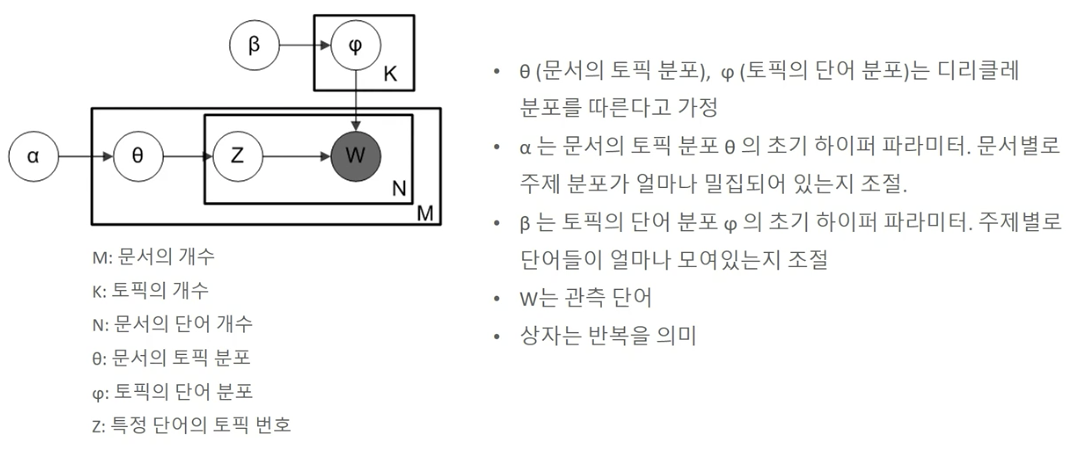 β
φ
K
α
θ
Z
W
N
M
M: 문서의 개수
K: 토픽의 개수
N: 문서의 단어 개수
θ: 문서의 토픽 분포
φ: 토픽의 단어 분포
Z: 특정 단어의 토픽 번호
• θ (문서의 토픽 분포), φ (토픽의 단어 분포)는 디리클레
분포를 따른다고 가정
• α 는 문서의 토픽 분포 θ 의 초기 하이퍼 파라미터. 문서별로
주제 분포가 얼마나 밀집되어 있는지 조절.
• β 는 토픽의 단어 분포 φ 의 초기 하이퍼 파라미터. 주제별로
단어들이 얼마나 모여있는지 조절
• W는 관측 단어
• 상자는 반복을 의미